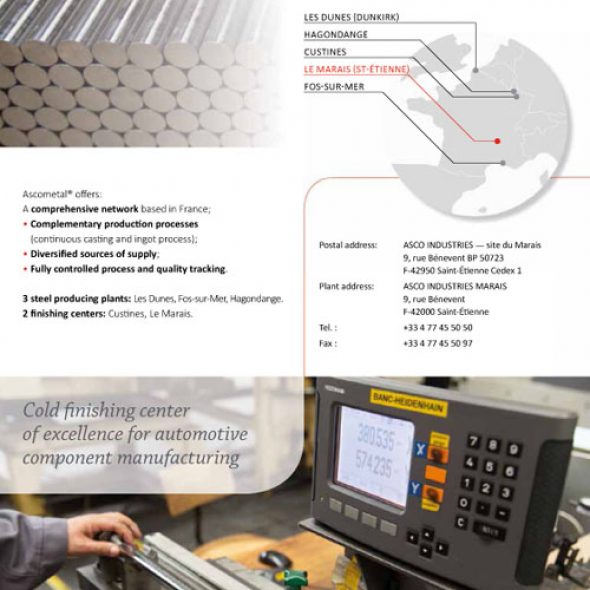 LES DUNES (DUNKIRK)
HAGONDANGE
CUSTINES
LE MARAIS (ST-ÉTIENNE)
FOS-SUR-MER
Ascometal® offers:
A comprehensive network based in France;
• Complementary production processes
(continuous casting and ingot process);
• Diversified sources of supply;
• Fully controlled process and quality tracking.
3 steel producing plants: Les Dunes, Fos-sur-Mer, Hagondange.
2 finishing centers: Custines, Le Marais.
Postal address: ASCO INDUSTRIES — site du Marais
9, rue Bénevent BP 50723
F-42950 Saint-Étienne Cedex 1
Plant address: ASCO INDUSTRIES MARAIS
9, rue Bénevent
F-42000 Saint-Étienne
Tel. : +33 4 77 45 50 50
Fax : +33 4 77 45 50 97
Cold finishing center
of excellence for automotive
component manufacturing
HEIDENHAIN
BANC-HEIDENHAIN
380.535
574.235
X
Y
7 8 9
4 5 6
1 2 3
0 . -
C